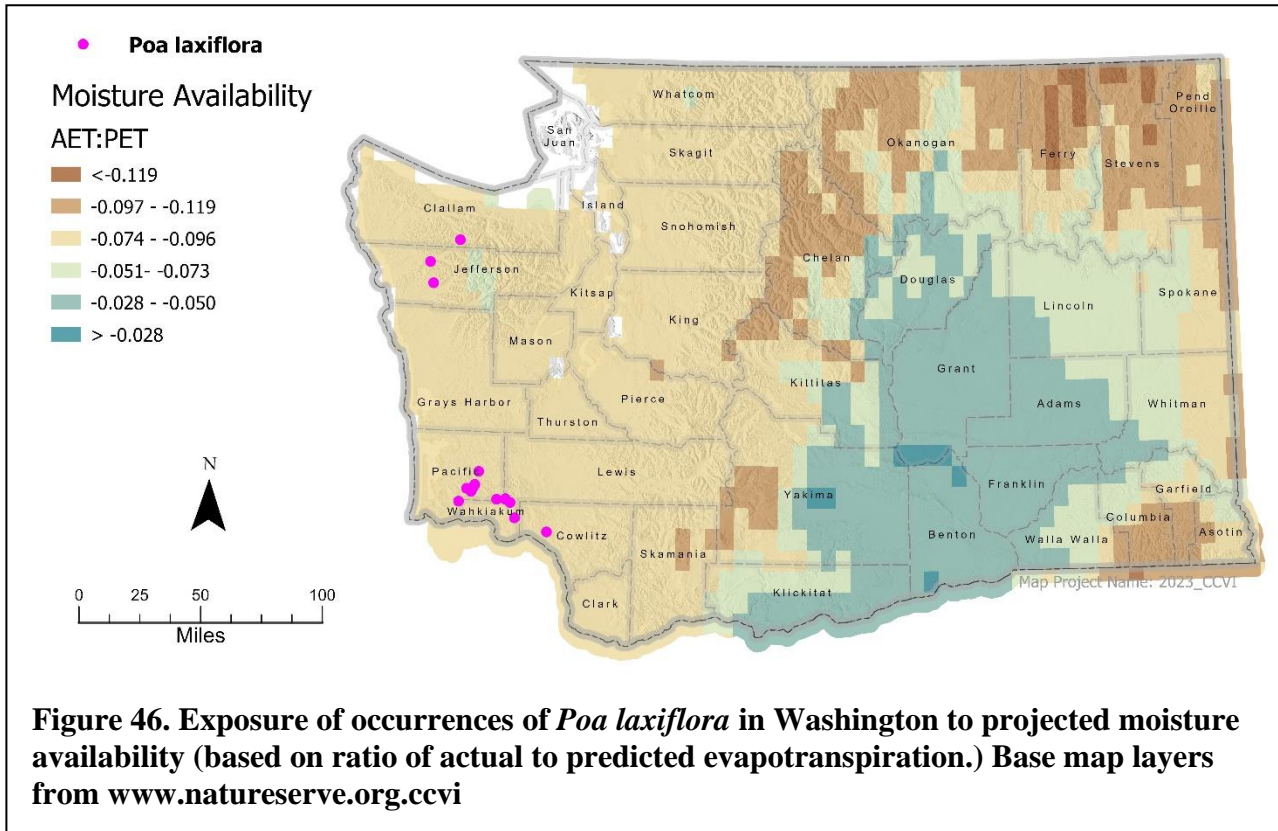 Poa laxiflora
Moisture Availability
AET:PET
<-0.119
-0.097 - -0.119
-0.074 - -0.096
-0.051- -0.073
-0.028 - -0.050
> -0.028
Whatcom
San
Juan
Skagit
Okanogan
Ferry
Stevens
Pend
Oreille
Clallam
Island
Snohomish
Chelan
Jefferson
Douglas
Lincoln
Spokane
Kitsap
King
Mason
Grant
Kittitas
Grays Harbor
Pierce
Adams
Whitman
Thurston
Pacific
Lewis
Yakima
Franklin
Garfield
Columbia
Wahkiakum
Cowlitz
Skamania
Benton
Walla Walla
Asotin
Clark
Klickitat
Map Project Name: 2023_CCVI
N
0 25 50 100
Miles
Figure 46. Exposure of occurrences of Poa laxiflora in Washington to projected moisture
availability (based on ratio of actual to predicted evapotranspiration.) Base map layers
from www.natureserve.org.ccvi